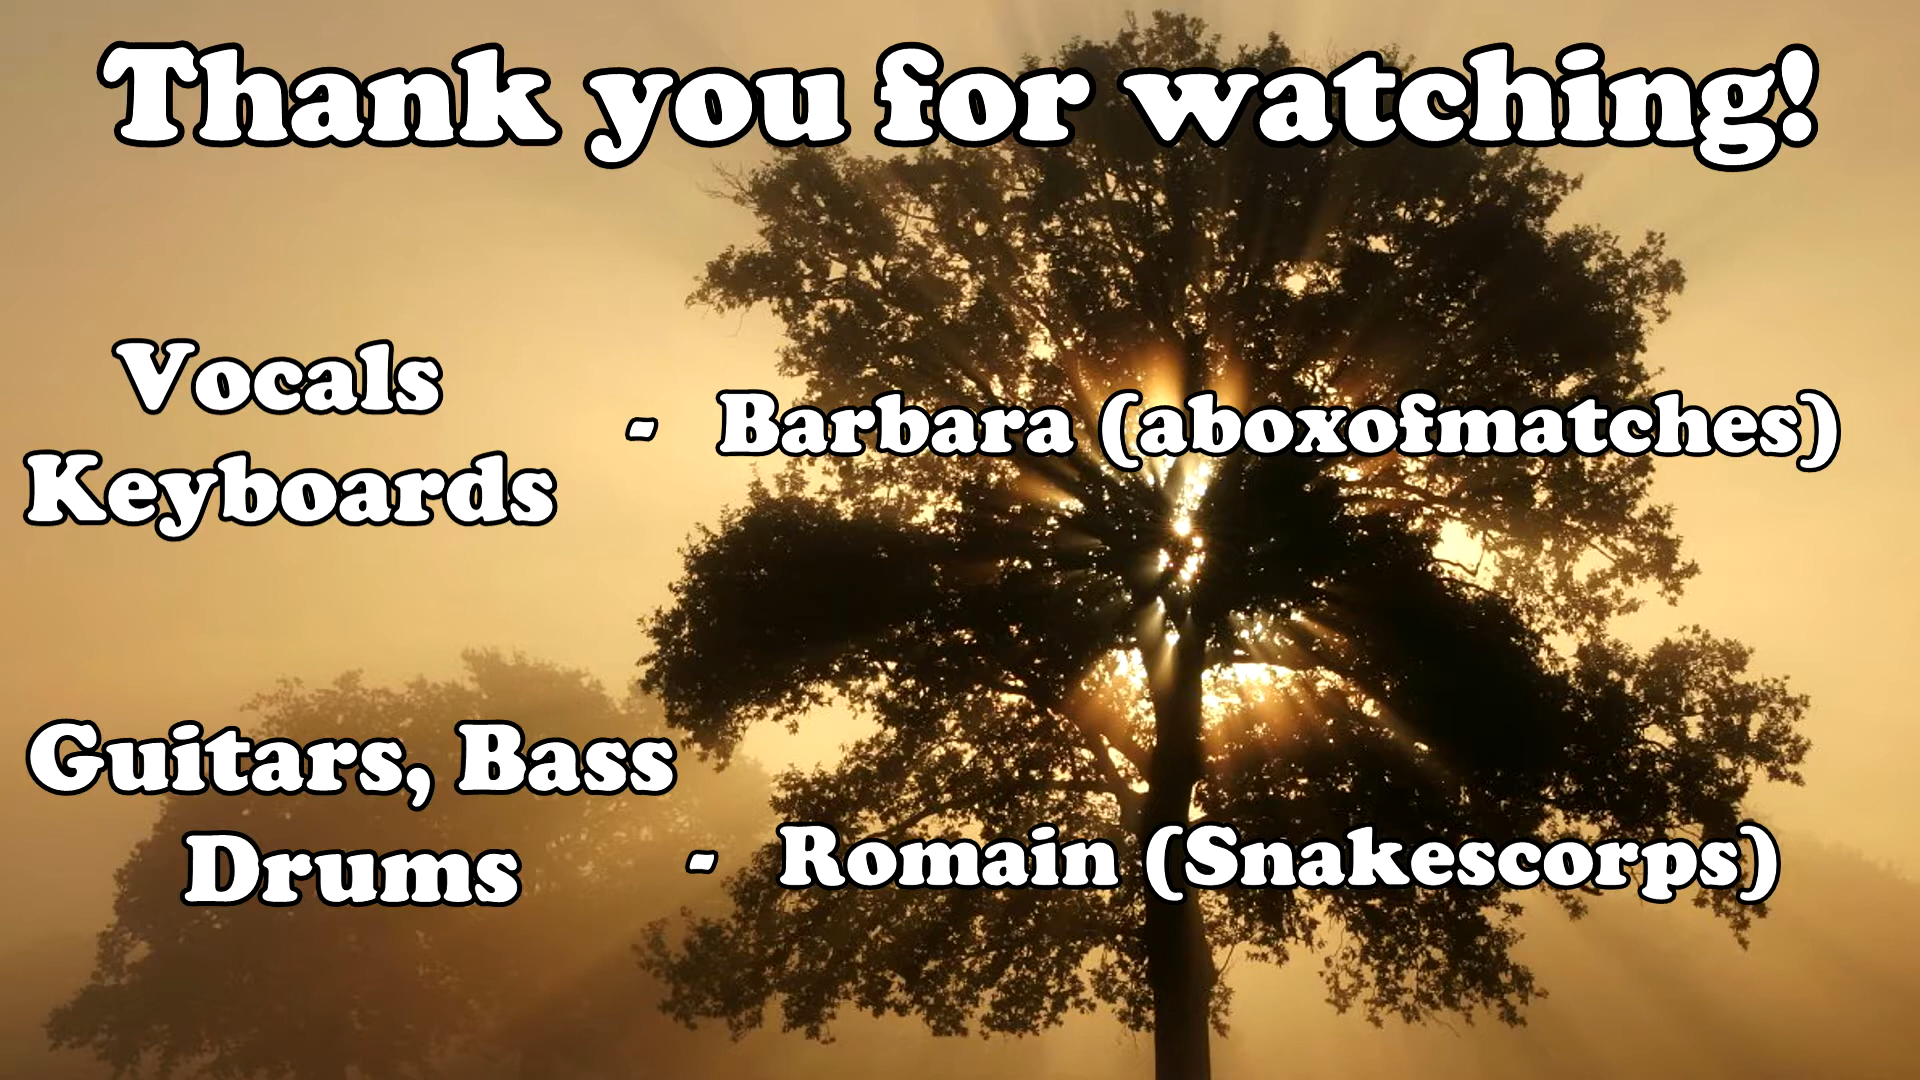 Thank you for watching!
Vocals
Keyboards
- Barbara (aboxofmatches)
Guitars, Bass
Drums
- Romain (Snakescorps)